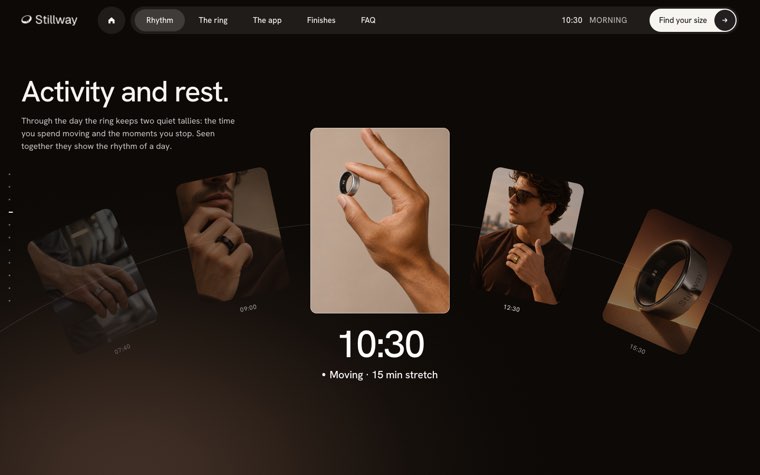 Stillway
Rhythm
The ring
The app
Finishes
FAQ
10:30 MORNING
Find your size
Activity and rest.
Through the day the ring keeps two quiet tallies: the time
you spend moving and the moments you stop. Seen
together they show the rhythm of a day.
07:40
09:00
10:30
• Moving · 15 min stretch
12:30
15:30